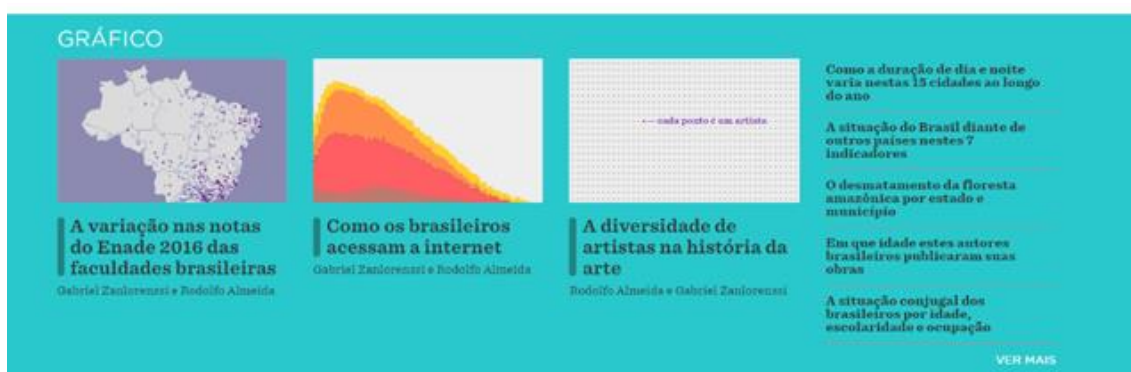 GRÁFICO
<— cada ponto é um artista
A variação nas notas
do Enade 2016 das
faculdades brasileiras
Gabriel Zanlorenssi e Rodolfo Almeida
Como os brasileiros
acessam a internet
Gabriel Zanlorenssi e Rodolfo Almeida
A diversidade de
artistas na história da
arte
Rodolfo Almeida e Gabriel Zanlorenssi
Como a duração de dia e noite
varia nestas 15 cidades ao longo
do ano
A situação do Brasil diante de
outros países nestes 7
indicadores
O desmatamento da floresta
amazônica por estado e
município
Em que idade estes autores
brasileiros publicaram suas
obras
A situação conjugal dos
brasileiros por idade,
escolaridade e ocupação
VER MAIS